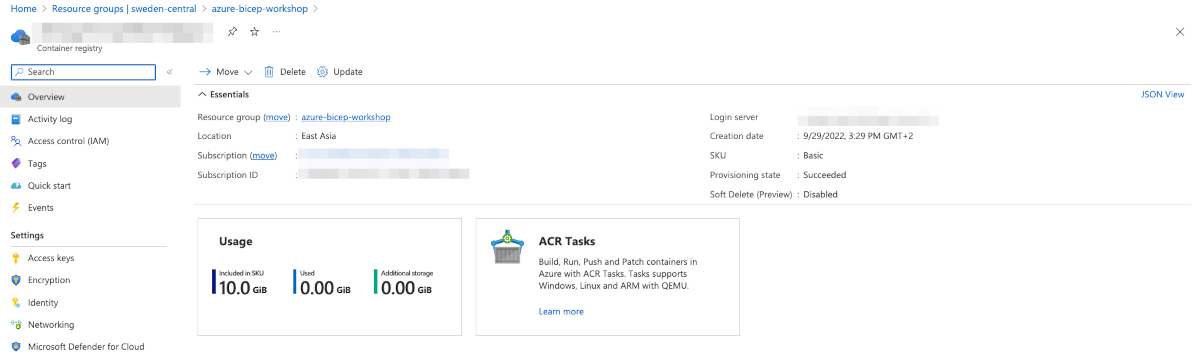 Home > Resource groups | sweden-central > azure-bicep-workshop >
Container registry
Search
Move
Delete
Update
Overview
Activity log
Access control (IAM)
Tags
Quick start
Events
Settings
Access keys
Encryption
Identity
Networking
Microsoft Defender for Cloud
Essentials
JSON View
Resource group (move) : azure-bicep-workshop
Location : East Asia
Subscription (move) :
Subscription ID :
Login server
Creation date : 9/29/2022, 3:29 PM GMT+2
SKU : Basic
Provisioning state : Succeeded
Soft Delete (Preview) : Disabled
Usage
Included in SKU
10.0 GiB
Used
0.00 GiB
Additional storage
0.00 GiB
ACR Tasks
Build, Run, Push and Patch containers in
Azure with ACR Tasks. Tasks supports
Windows, Linux and ARM with QEMU.
Learn more